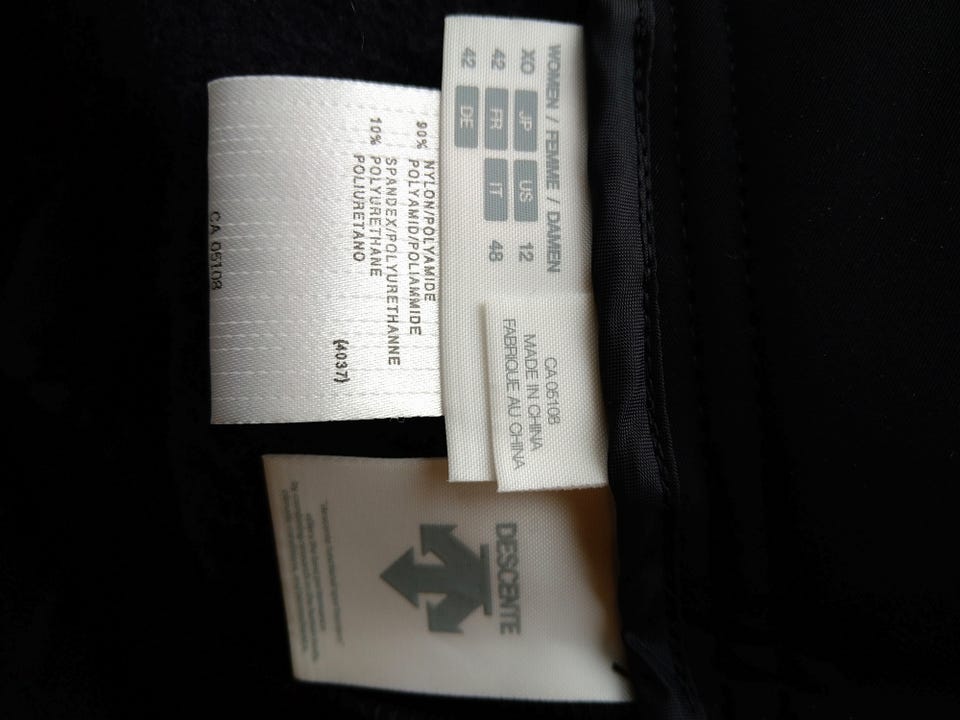 WOMEN / FEMME / DAMEN
XO JP US 12
42 FR IT 48
42 DE
CA 05108
MADE IN CHINA
FABRIQUE AU CHINA
90% NYLON/POLYAMIDE
POLYAMID/POLIAMMIDE
SPANDEX/POLYURETHANNE
10% POLYURETHANE
POLIURETANO
(4037)
CA 05108
DESCENTE